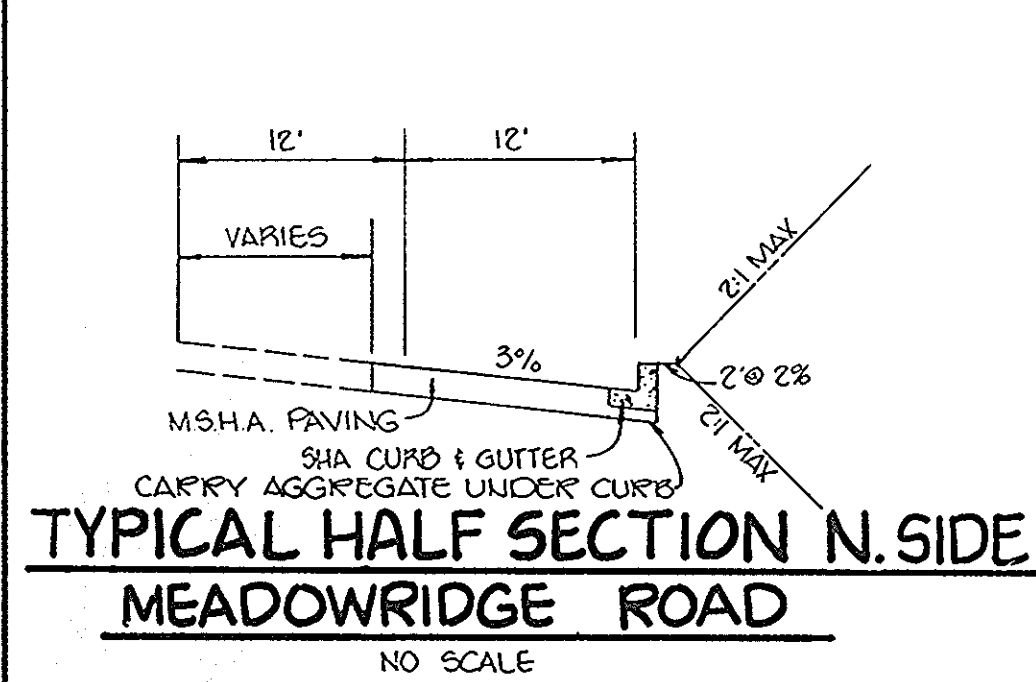 12' 12'
VARIES
2:1 MAX
3%
2' @ 2%
M.S.H.A. PAVING
2:1 MAX
SHA CURB & GUTTER
CARRY AGGREGATE UNDER CURB
TYPICAL HALF SECTION N. SIDE
MEADOWRIDGE ROAD
NO SCALE